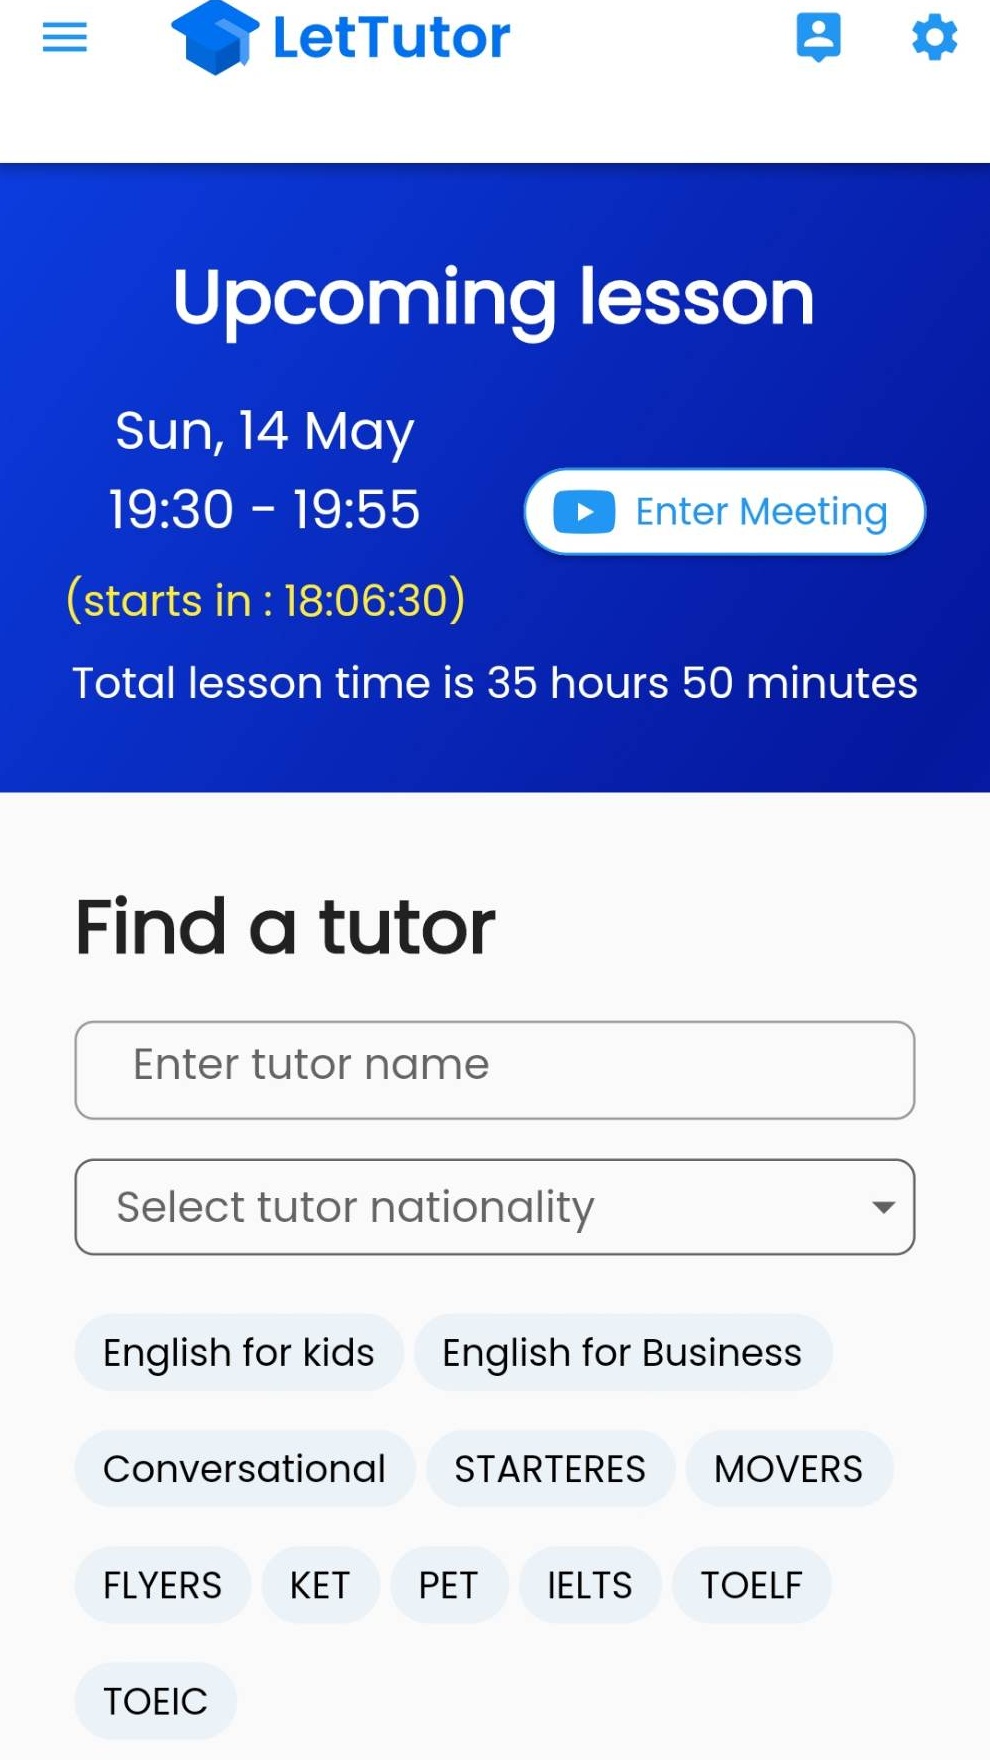 LetTutor
Upcoming lesson
Sun, 14 May
19:30 - 19:55
Enter Meeting
(starts in : 18:06:30)
Total lesson time is 35 hours 50 minutes
Find a tutor
Enter tutor name
Select tutor nationality
English for kids English for Business
Conversational STARTERES MOVERS
FLYERS KET PET IELTS TOELF
TOEIC